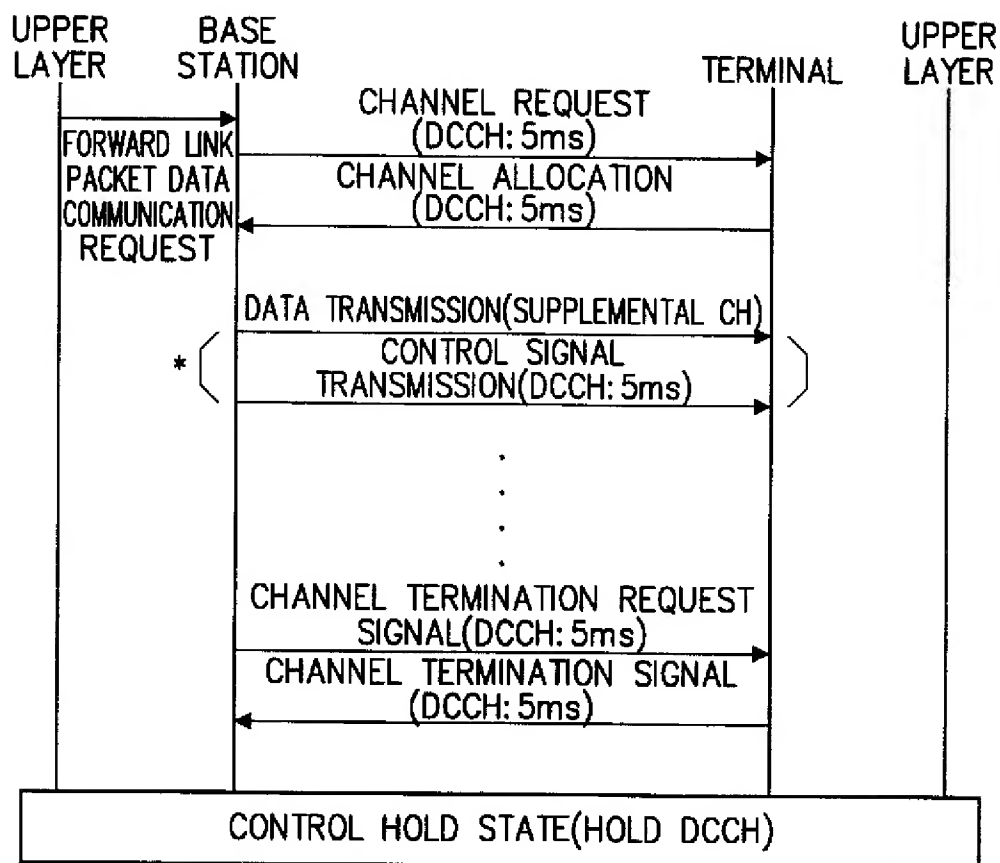 UPPER
LAYER
BASE
STATION
TERMINAL
UPPER
LAYER
CHANNEL REQUEST
(DCCH: 5ms)
FORWARD LINK
PACKET DATA
COMMUNICATION
REQUEST
CHANNEL ALLOCATION
(DCCH: 5ms)
DATA TRANSMISSION(SUPPLEMENTAL CH)
*
CONTROL SIGNAL
TRANSMISSION(DCCH: 5ms)
CHANNEL TERMINATION REQUEST
SIGNAL(DCCH: 5ms)
CHANNEL TERMINATION SIGNAL
(DCCH: 5ms)
CONTROL HOLD STATE(HOLD DCCH)